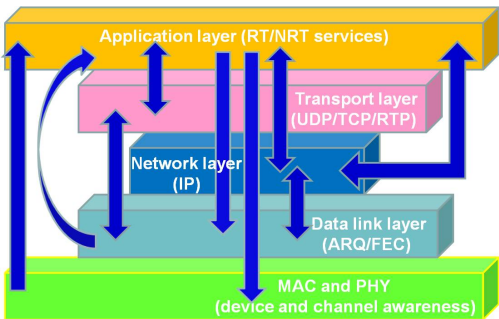 Application layer (RT/NRT services)
Transport layer
(UDP/TCP/RTP)
Network layer
(IP)
Data link layer
(ARQ/FEC)
MAC and PHY
(device and channel awareness)